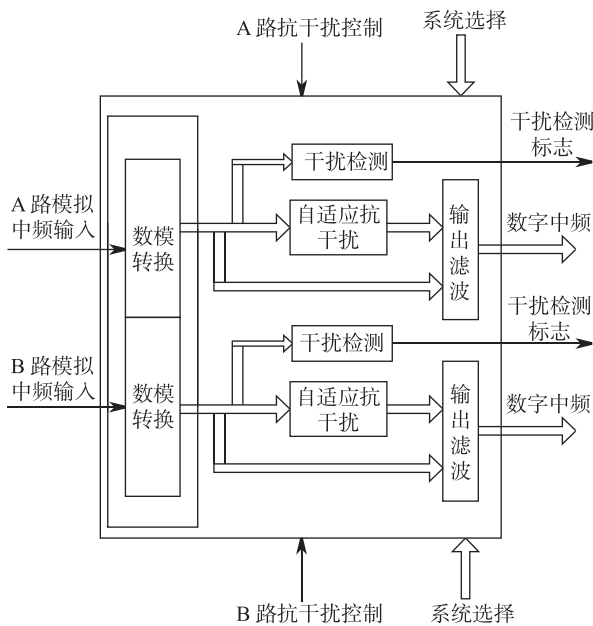 A 路抗干扰控制
系统选择
干扰检测
标志
干扰检测
A 路模拟
中频输入
数模
转换
自适应抗
干扰
输
出
滤
波
数字中频
干扰检测
标志
干扰检测
B 路模拟
中频输入
数模
转换
自适应抗
干扰
输
出
滤
波
数字中频
B 路抗干扰控制
系统选择